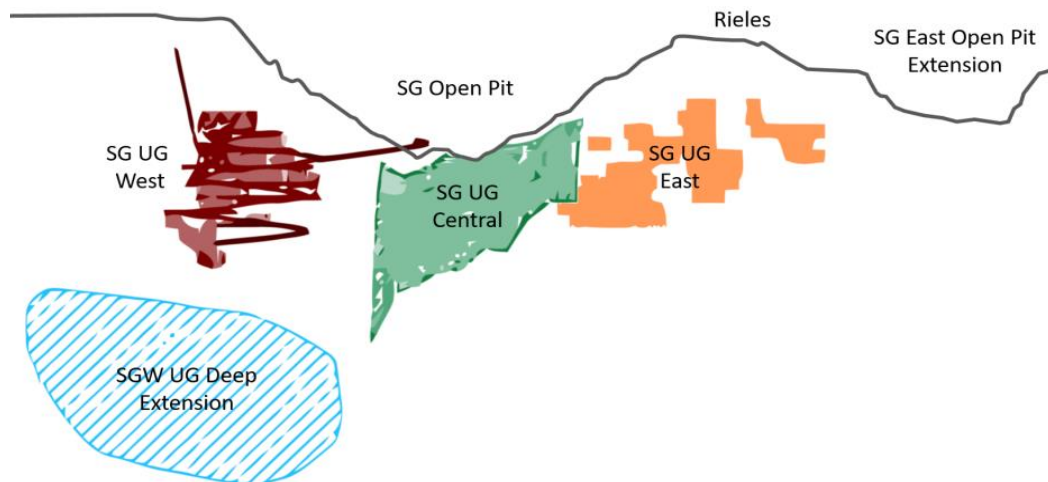 Rieles
SG East Open Pit
Extension
SG Open Pit
SG UG
West
SG UG
Central
SG UG
East
SGW UG Deep
Extension